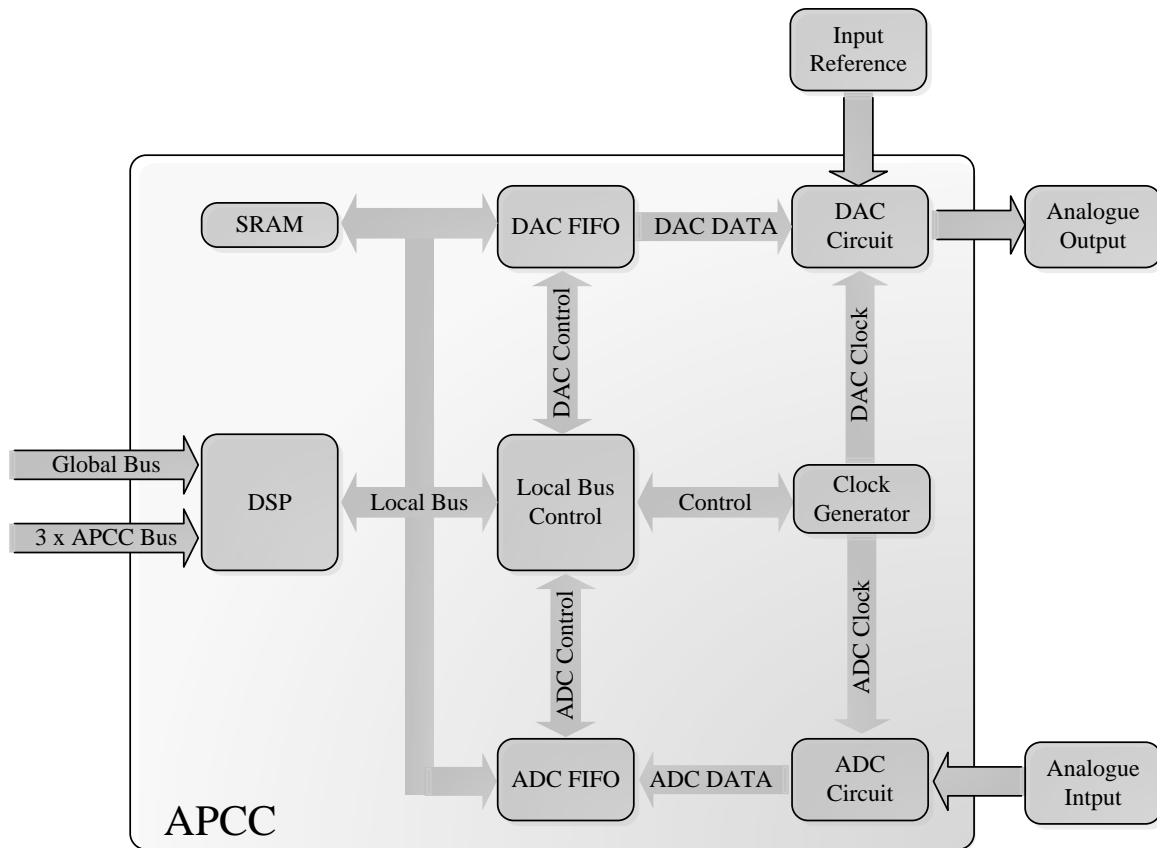 Input
Reference
SRAM
DAC FIFO
DAC DATA
DAC
Circuit
Analogue
Output
DAC Control
DAC Clock
Global Bus
3 x APCC Bus
DSP
Local Bus
Local Bus
Control
Control
Clock
Generator
ADC Control
ADC Clock
ADC FIFO
ADC DATA
ADC
Circuit
Analogue
Intput
APCC